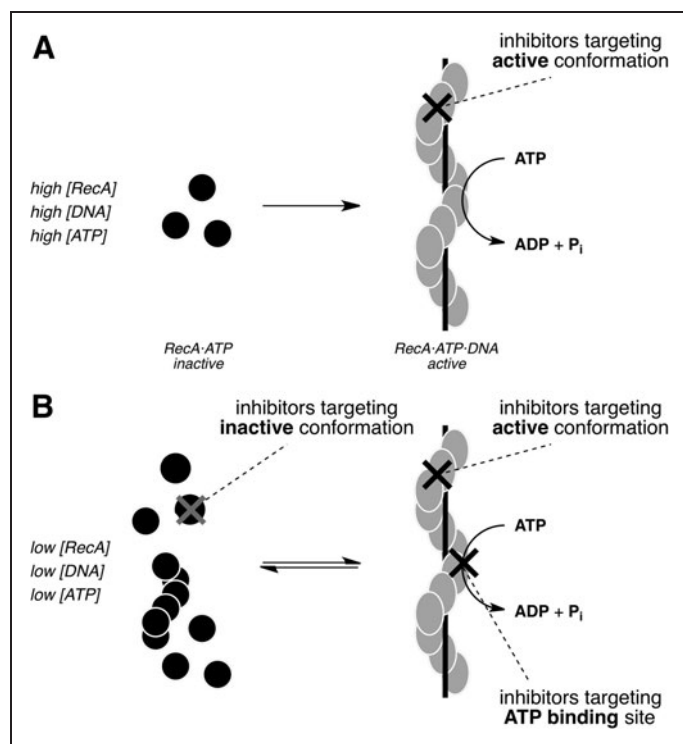 A
inhibitors targeting
active conformation
high [RecA]
high [DNA]
high [ATP]
ATP
ADP + Pi
RecA·ATP
inactive
RecA·ATP·DNA
active
B
inhibitors targeting
inactive conformation
inhibitors targeting
active conformation
low [RecA]
low [DNA]
low [ATP]
ATP
ADP + Pi
inhibitors targeting
ATP binding site